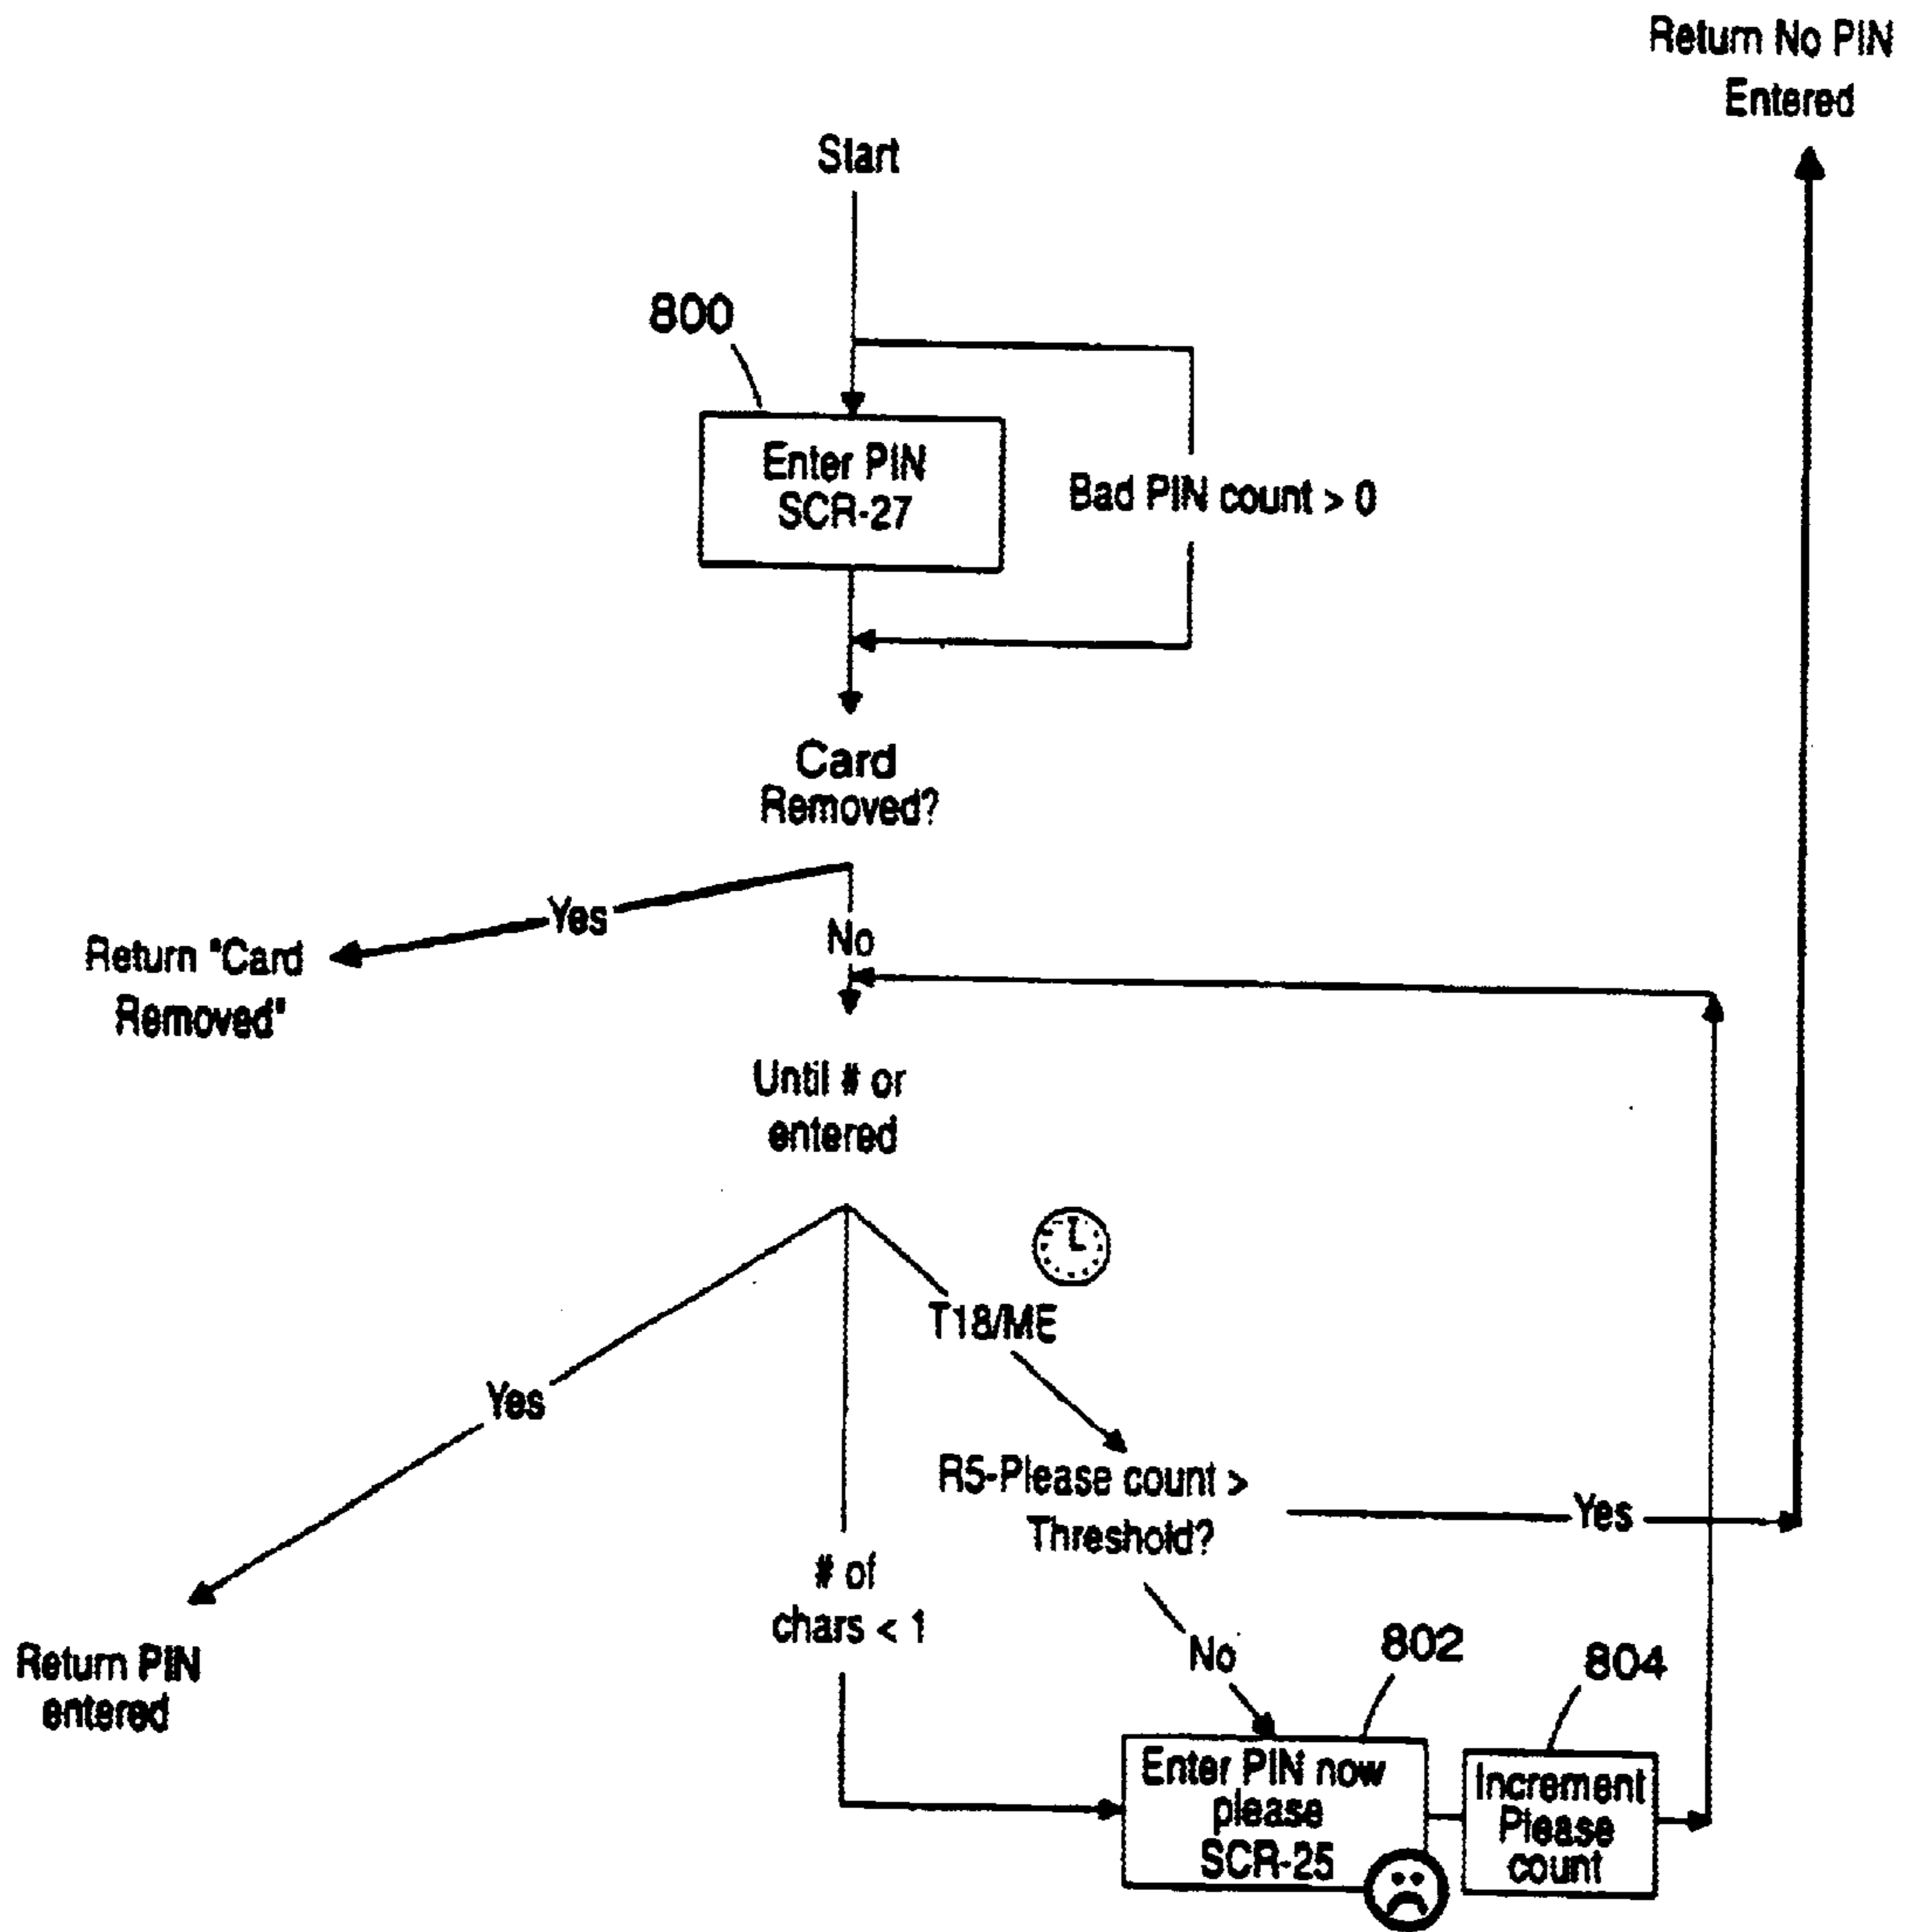 Return No PIN
Entered
Start
800
Enter PIN
SCR-27
Bad PIN count > 0
Card
Removed?
Yes
No
Return "Card
Removed"
Until # or
entered
T18/ME
Yes
R5-Please count >
Threshold?
Yes
# of
chars < 1
No
802
804
Return PIN
entered
Enter PIN now
please
SCR-25
Increment
Please
count